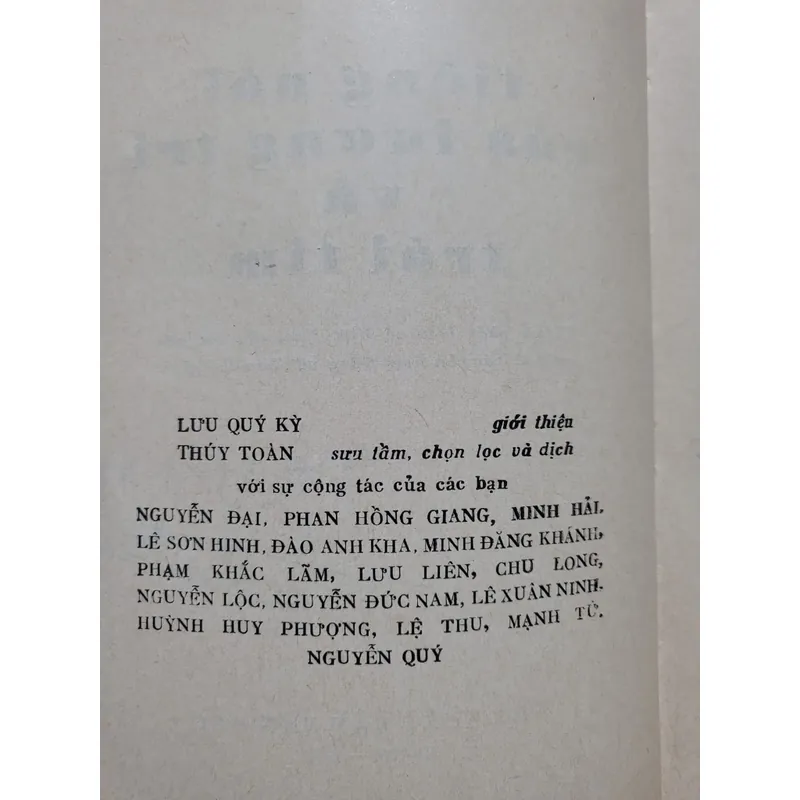 LƯU QUÝ KỲ giới thiệu
THÚY TOÀN sưu tầm, chọn lọc và dịch
với sự cộng tác của các bạn
NGUYỄN ĐẠI, PHAN HỒNG GIANG, MINH HẢI,
LÊ SƠN HINH, ĐÀO ANH KHA, MINH ĐĂNG KHÁNH,
PHẠM KHẮC LÃM, LƯU LIÊN, CHU LONG,
NGUYỄN LỘC, NGUYỄN ĐỨC NAM, LÊ XUÂN NINH.
HUỲNH HUY PHƯỢNG, LỆ THU, MẠNH TỨ.
NGUYỄN QUÝ